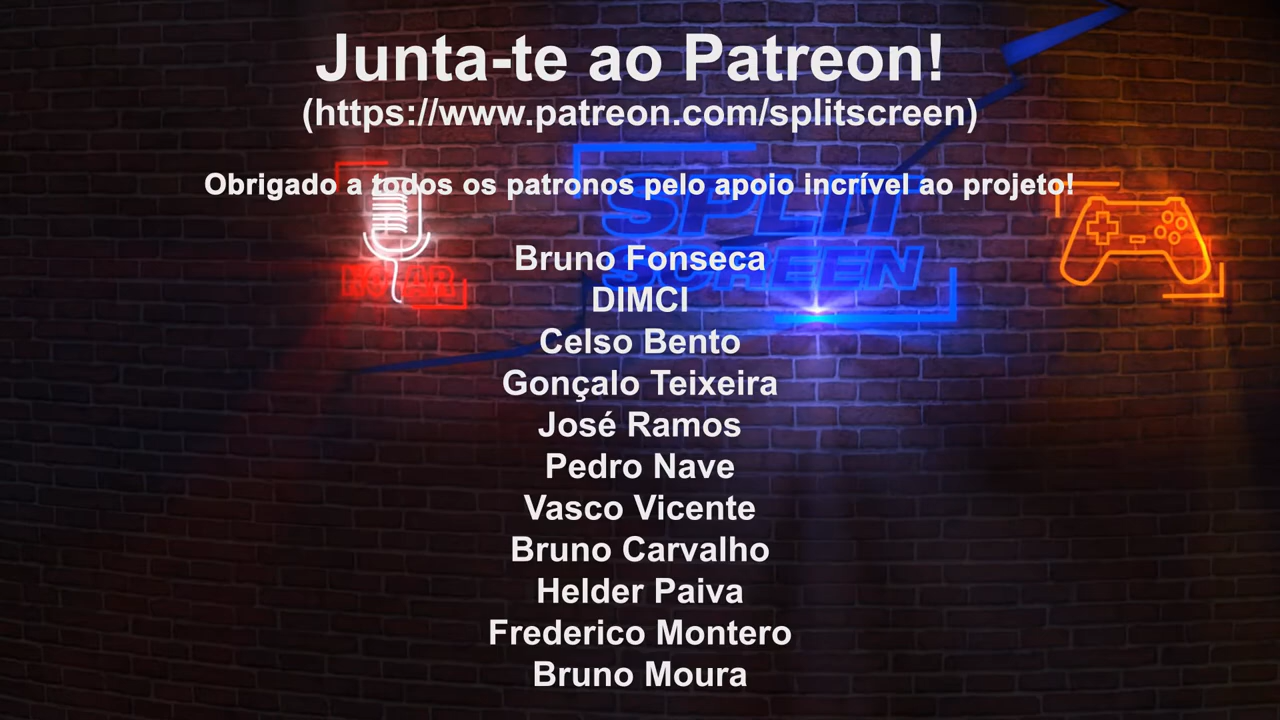 Junta-te ao Patreon!
(https://www.patreon.com/splitscreen)
Obrigado a todos os patronos pelo apoio incrível ao projeto!
SPLIT
SCREEN
Bruno Fonseca
DIMCI
Celso Bento
Gonçalo Teixeira
José Ramos
Pedro Nave
Vasco Vicente
Bruno Carvalho
Helder Paiva
Frederico Montero
Bruno Moura